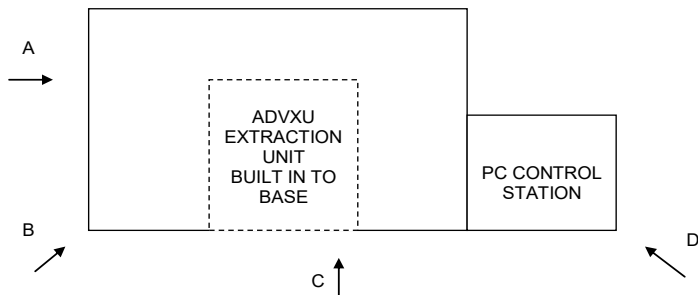 A
ADVXU
EXTRACTION
UNIT
BUILT IN TO
BASE
PC CONTROL
STATION
B
C
D